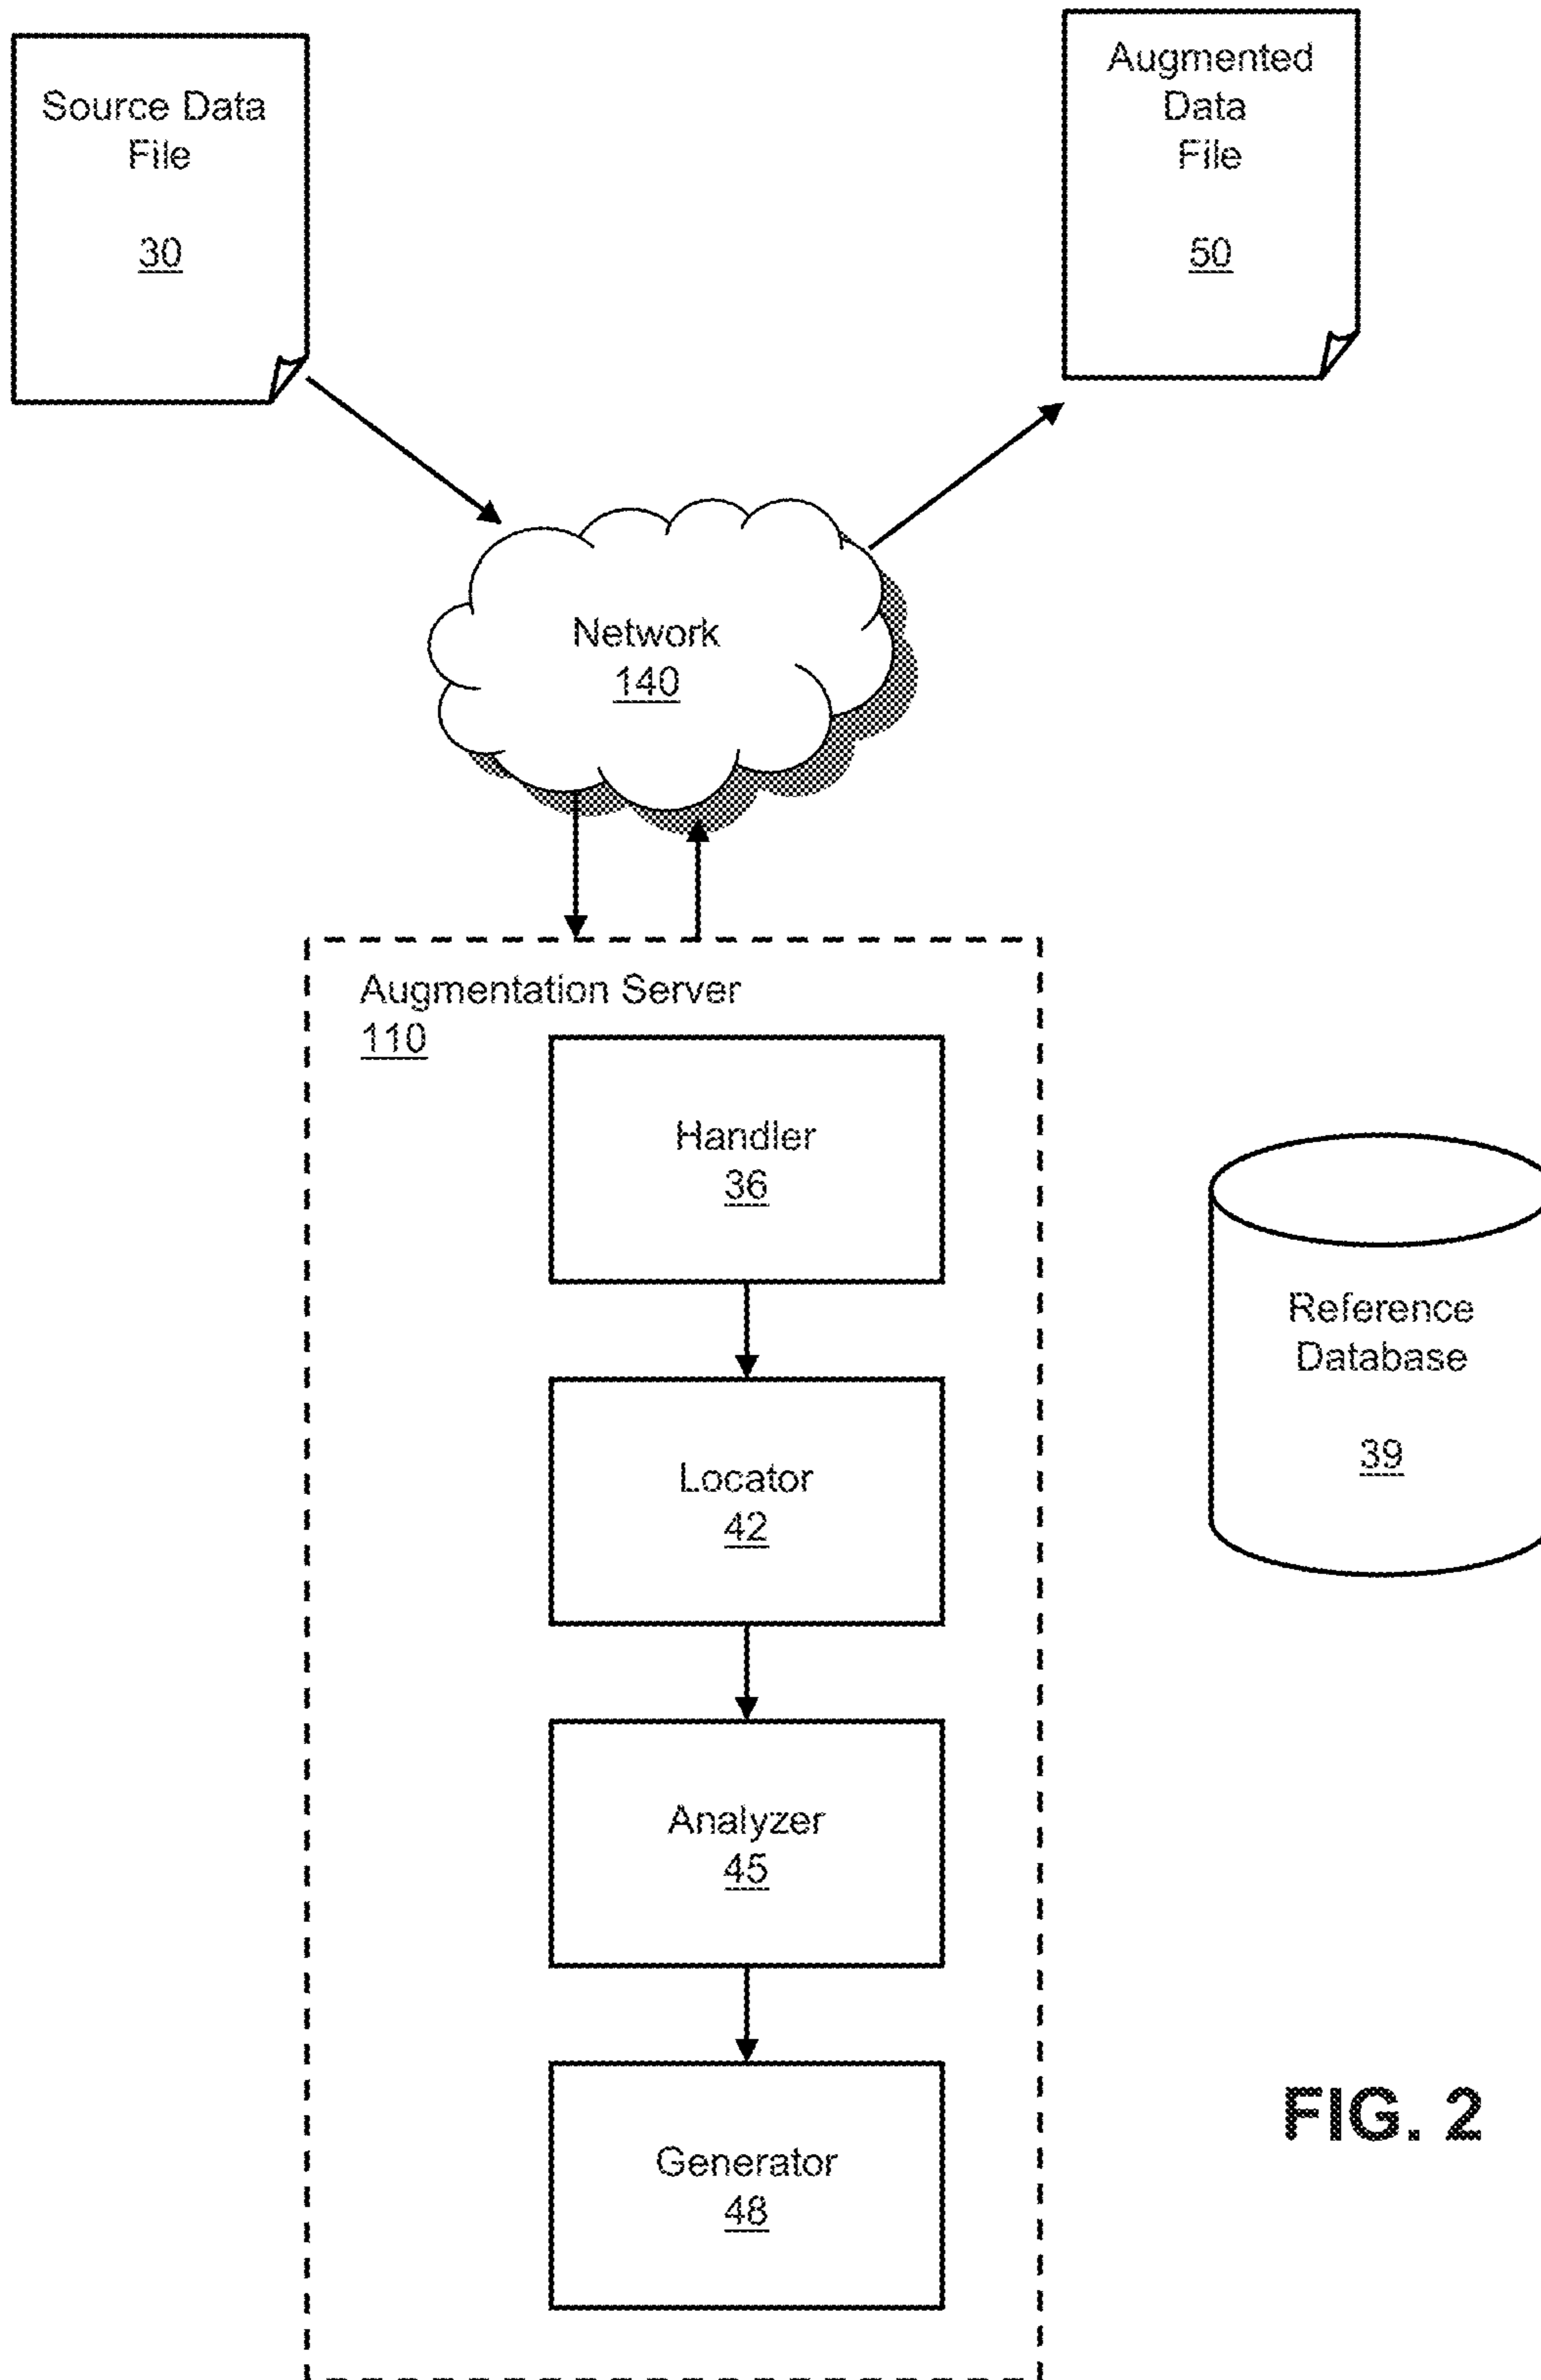 Source Data
File
30
Augmented
Data
File
50
Network
140
Augmentation Server
110
Handler
36
Locator
42
Analyzer
45
Generator
48
Reference
Database
39
FIG. 2